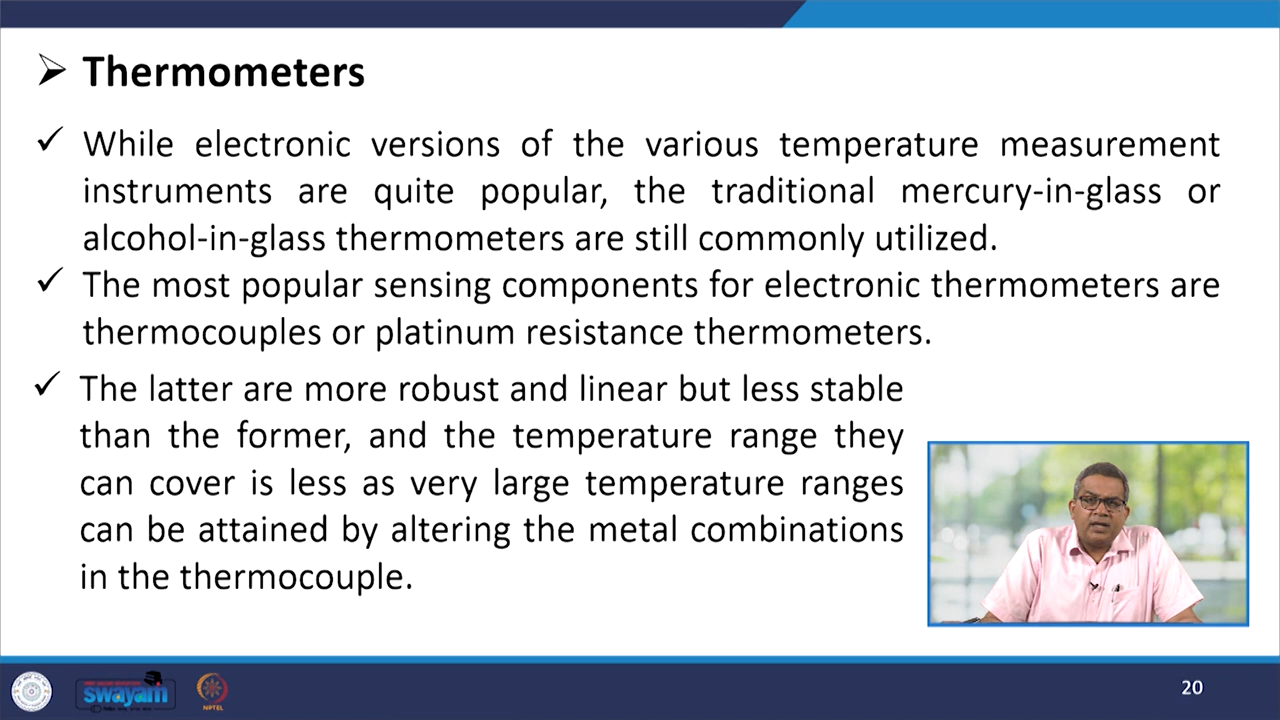 Thermometers
While electronic versions of the various temperature measurement
instruments are quite popular, the traditional mercury-in-glass or
alcohol-in-glass thermometers are still commonly utilized.
The most popular sensing components for electronic thermometers are
thermocouples or platinum resistance thermometers.
The latter are more robust and linear but less stable
than the former, and the temperature range they
can cover is less as very large temperature ranges
can be attained by altering the metal combinations
in the thermocouple.
swayam
NPTEL
20